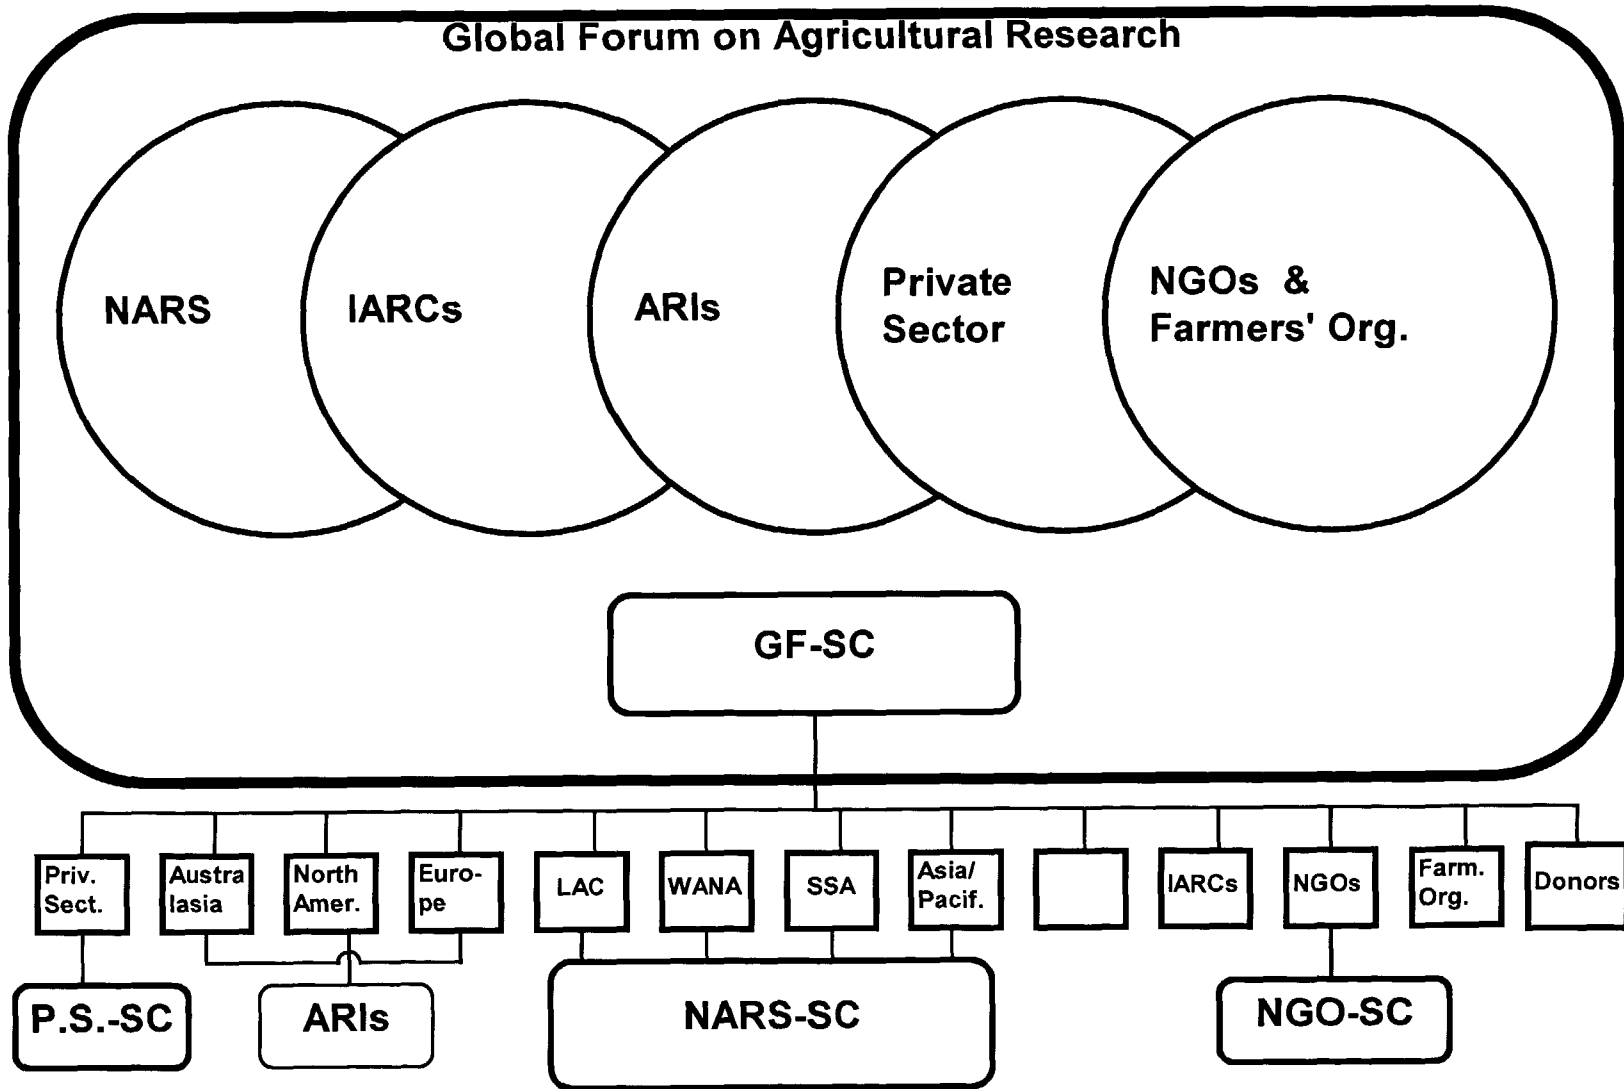 Global Forum on Agricultural Research
NARS
IARCs
ARIs
Private
Sector
NGOs &
Farmers' Org.
GF-SC
Priv.
Sect.
Austra
lasia
North
Amer.
Euro-
pe
LAC
WANA
SSA
Asia/
Pacif.
IARCs
NGOs
Farm.
Org.
Donors
P.S.-SC
ARIs
NARS-SC
NGO-SC